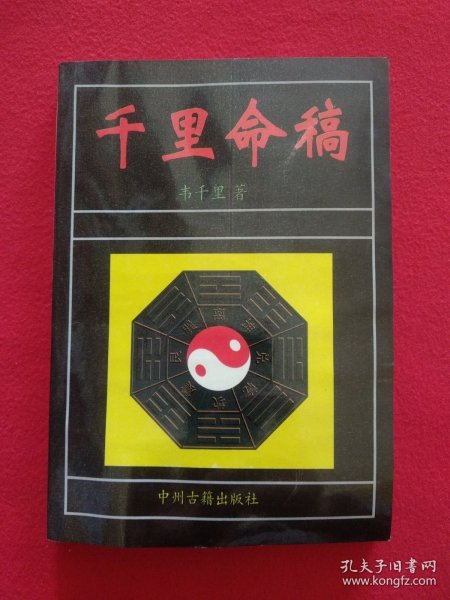 千里命稿
韦千里 著
中州古籍出版社
孔夫子旧书网
www.kongfz.com